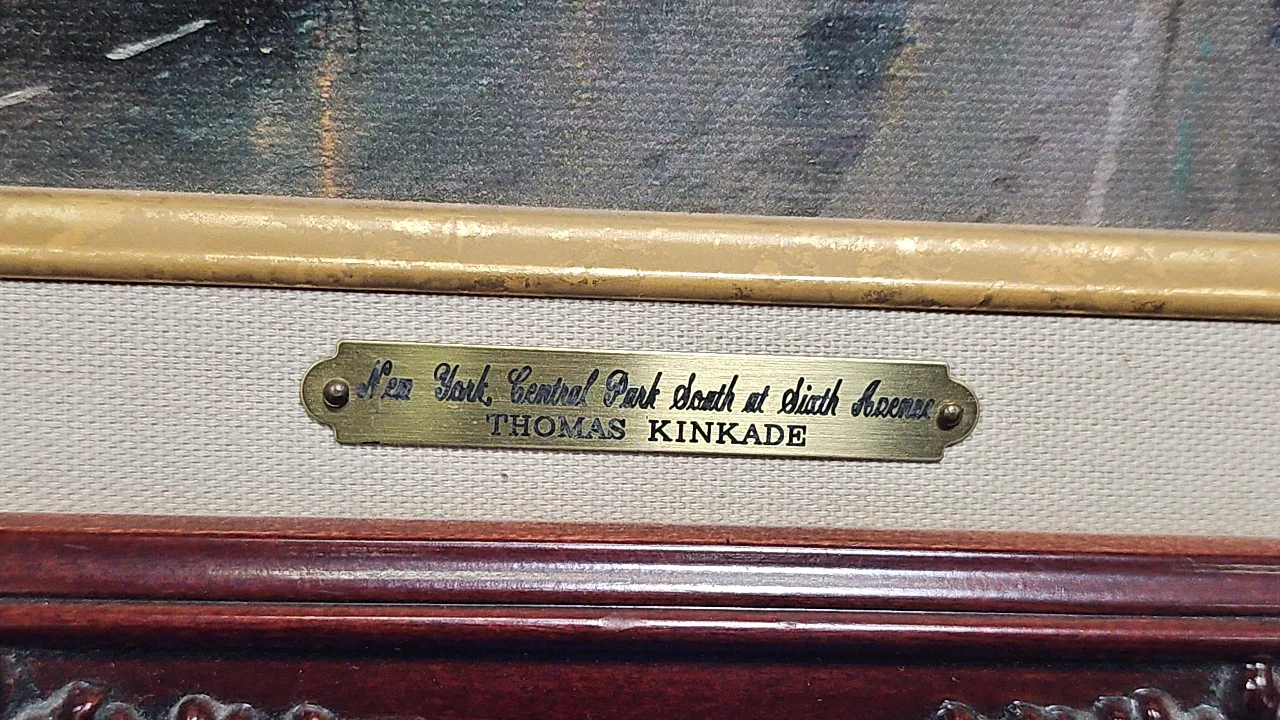 New York, Central Park South at Sixth Avenue
THOMAS KINKADE